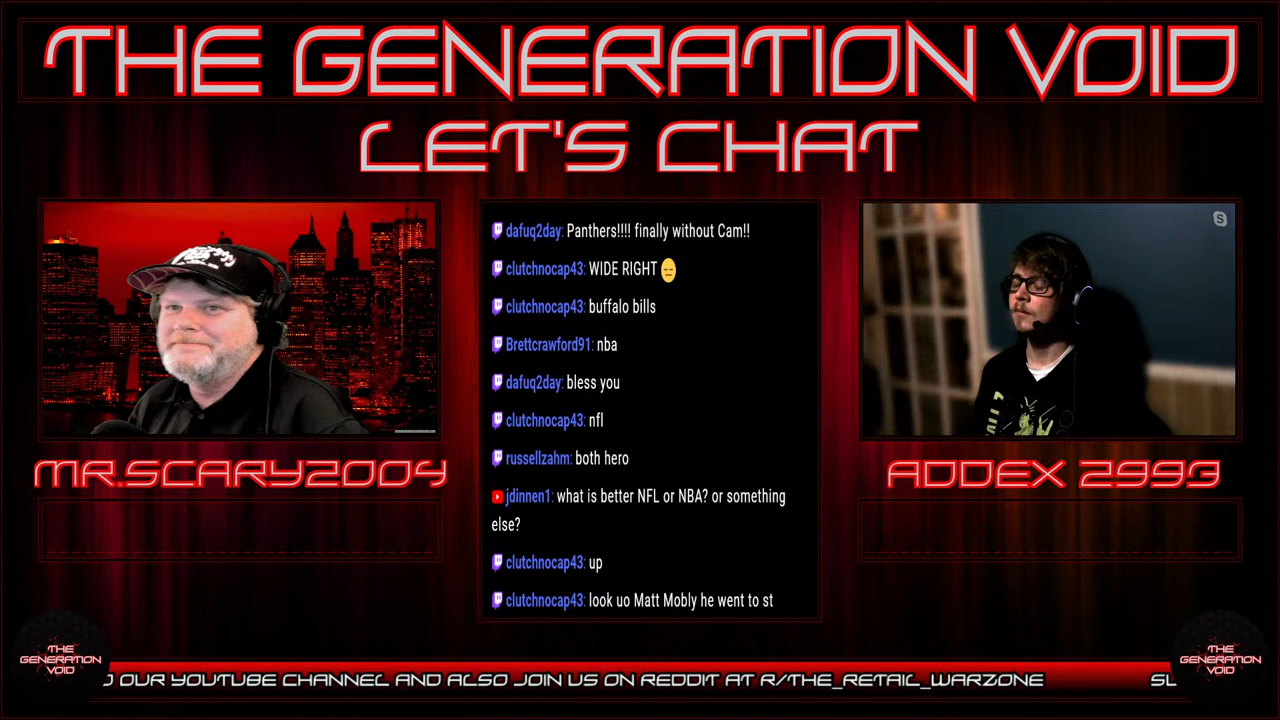 THE GENERATION VOID
LET'S CHAT
dafuq2day: Panthers!!!! finally without Cam!!
clutchnocap43: WIDE RIGHT 😑
clutchnocap43: buffalo bills
Brettcrawford91: nba
dafuq2day: bless you
clutchnocap43: nfl
russellzahm: both hero
jdinnen1: what is better NFL or NBA? or something
else?
clutchnocap43: up
clutchnocap43: look uo Matt Mobly he went to st
MR.SCARY2004
ADDEX 2993
THE
GENERATION
VOID
OUR YOUTUBE CHANNEL AND ALSO JOIN US ON REDDIT AT R/THE_RETAIL_WARZONE
THE
GENERATION
VOID